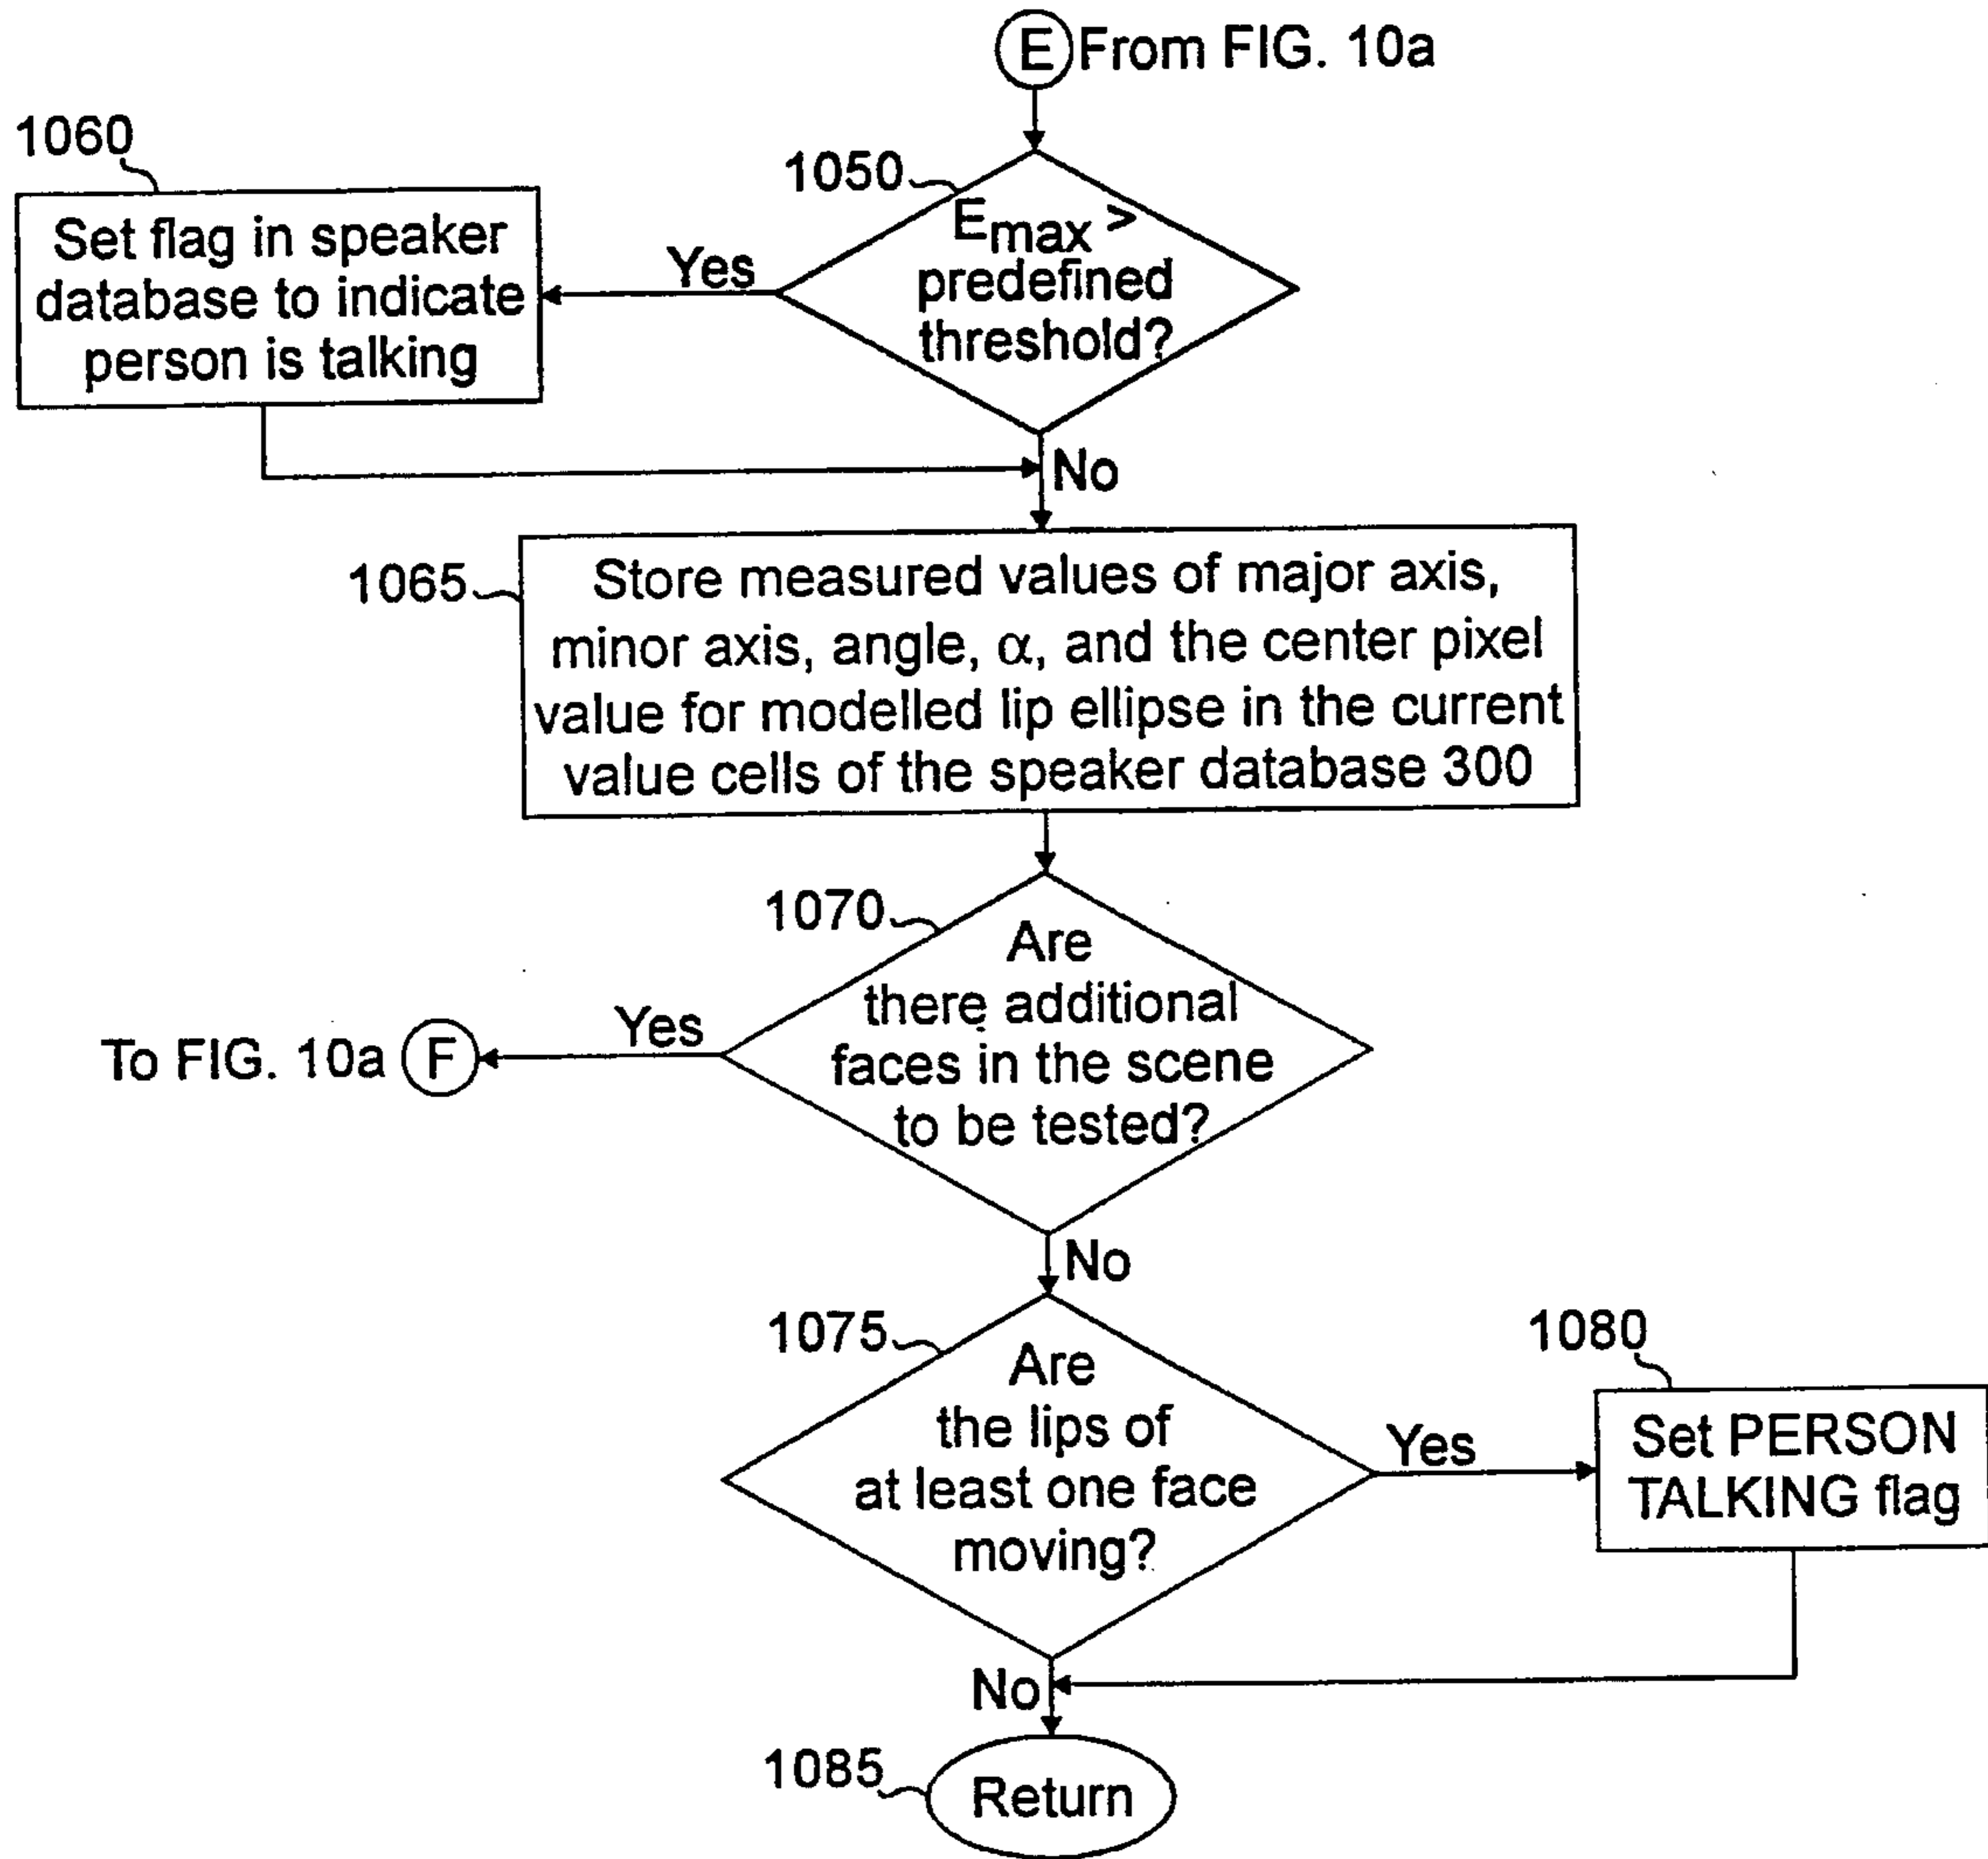 E From FIG. 10a
1060
1050
Emax >
predefined
threshold?
Yes
Set flag in speaker
database to indicate
person is talking
No
1065
Store measured values of major axis,
minor axis, angle, α, and the center pixel
value for modelled lip ellipse in the current
value cells of the speaker database 300
1070
Are
there additional
faces in the scene
to be tested?
Yes
To FIG. 10a F
No
1075
Are
the lips of
at least one face
moving?
Yes
1080
Set PERSON
TALKING flag
No
1085
Return